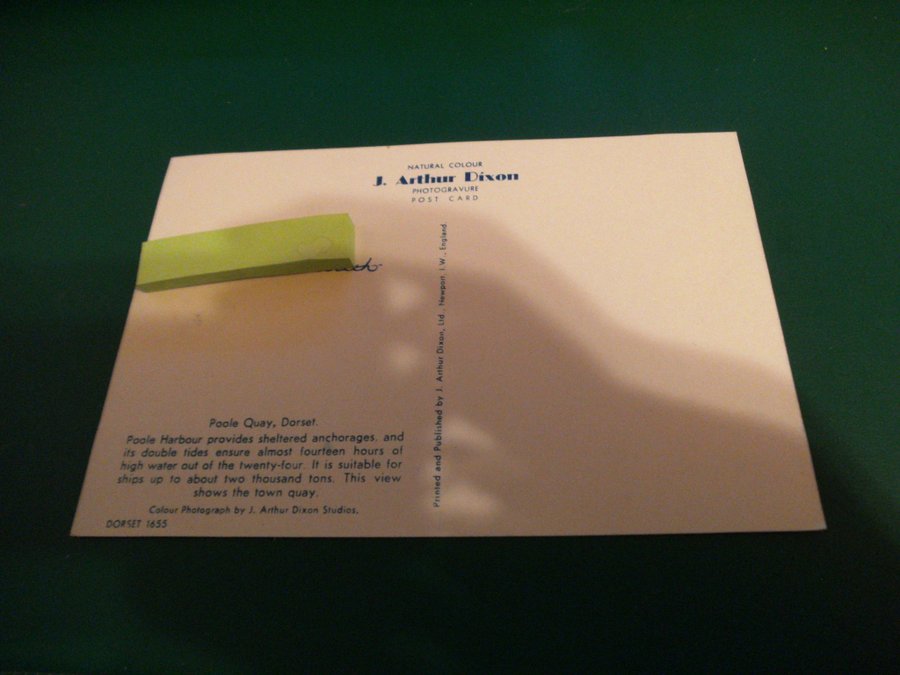 NATURAL COLOUR
J. Arthur Dixon
PHOTOGRAVURE
POST CARD
Printed and Published by J. Arthur Dixon, Ltd. Newport, I.W., England.
Poole Quay, Dorset.
Poole Harbour provides sheltered anchorages, and
its double tides ensure almost fourteen hours of
high water out of the twenty-four. It is suitable for
ships up to about two thousand tons. This view
shows the town quay.
Colour Photograph by J. Arthur Dixon Studios.
DORSET 1655